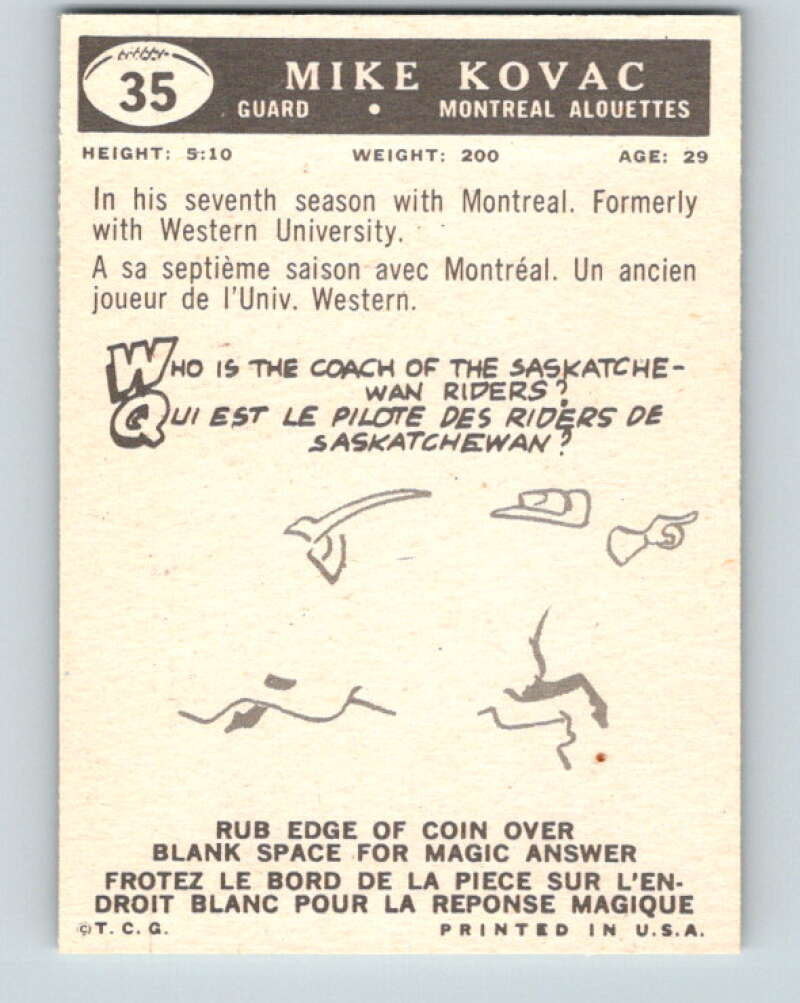 35
MIKE KOVAC
GUARD • MONTREAL ALOUETTES
HEIGHT: 5:10 WEIGHT: 200 AGE: 29
In his seventh season with Montreal. Formerly
with Western University.
A sa septième saison avec Montréal. Un ancien
joueur de l'Univ. Western.
WHO IS THE COACH OF THE SASKATCHE-
WAN RIDERS?
QUI EST LE PILOTE DES RIDERS DE
SASKATCHEWAN?
RUB EDGE OF COIN OVER
BLANK SPACE FOR MAGIC ANSWER
FROTEZ LE BORD DE LA PIECE SUR L'EN-
DROIT BLANC POUR LA REPONSE MAGIQUE
©T. C. G. PRINTED IN U.S.A.